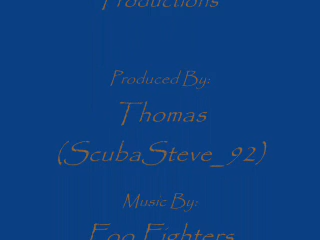 Productions
Produced By:
Thomas
(ScubaSteve_92)
Music By:
Foo Fighters